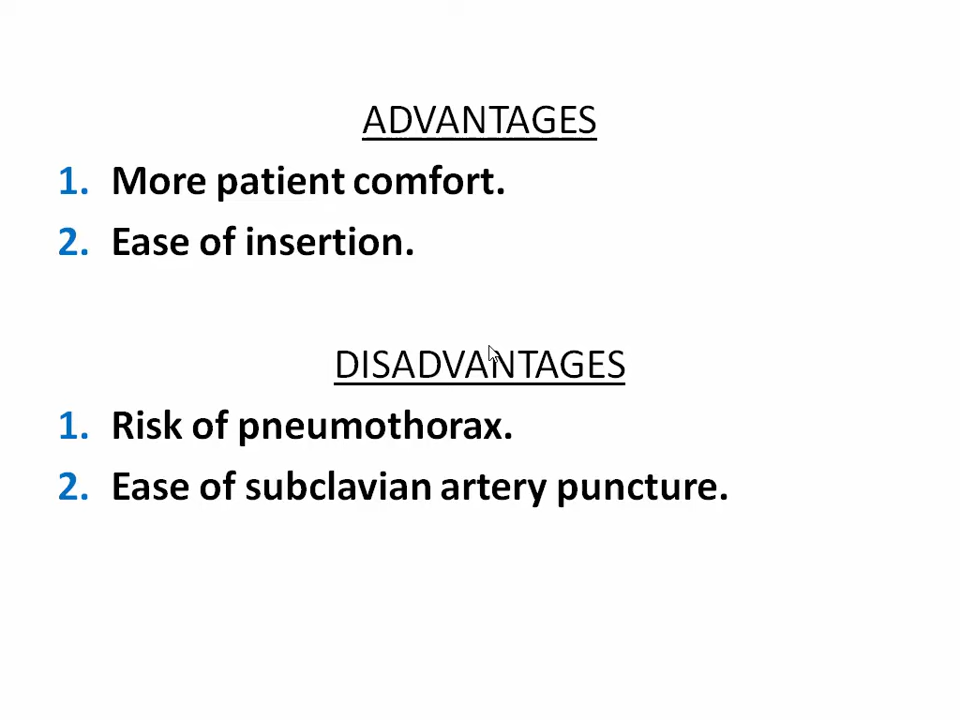 ADVANTAGES
1. More patient comfort.
2. Ease of insertion.
DISADVANTAGES
1. Risk of pneumothorax.
2. Ease of subclavian artery puncture.